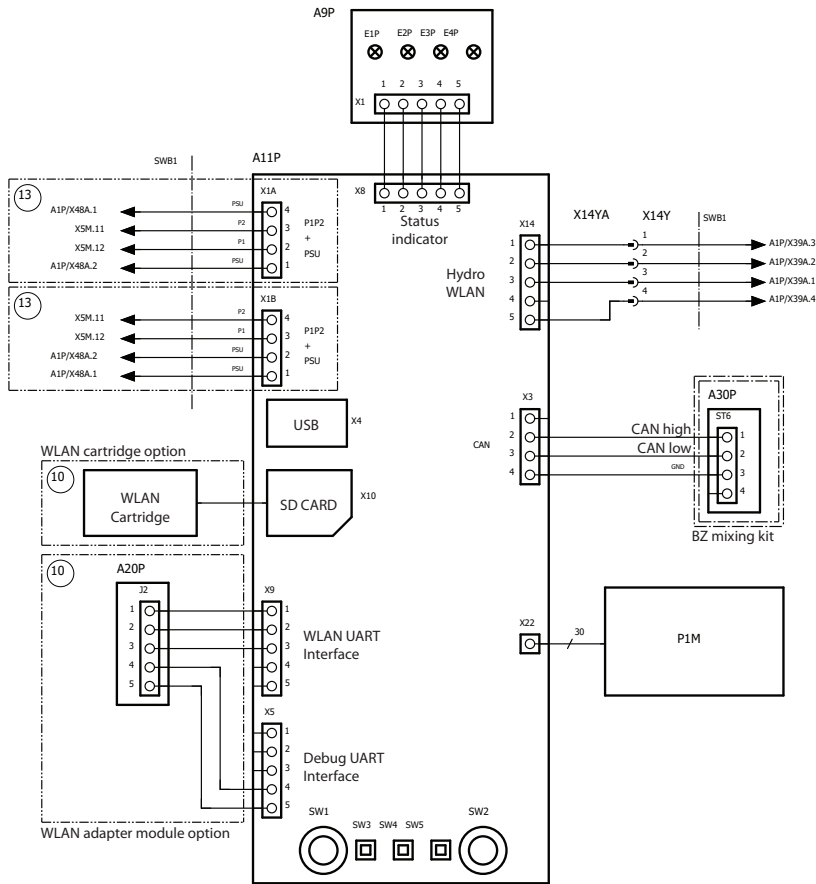 A9P
E1P E2P E3P E4P
1 2 3 4 5
X1
SWB1
A11P
X8
1 2 3 4 5
Status
indicator
13
X1A
A1P/X48A.1 PSU 4
X5M.11 P2 3
X5M.12 P1 2
A1P/X48A.2 PSU 1
P1P2
+
PSU
13
X1B
X5M.11 P2 4
X5M.12 P1 3
A1P/X48A.2 PSU 2
A1P/X48A.1 PSU 1
P1P2
+
PSU
X14 X14YA X14Y SWB1
Hydro
WLAN
1 1 A1P/X39A.3
2 2 A1P/X39A.2
3 3 A1P/X39A.1
4 4 A1P/X39A.4
5
USB X4
X3
CAN
1
2
3
4
A30P
ST6
CAN high 1
CAN low 2
GND 3
4
BZ mixing kit
WLAN cartridge option
10
WLAN
Cartridge
SD CARD X10
10
A20P
J2
1
2
3
4
5
X9
1
2
3
4
5
WLAN UART
Interface
X22
30
P1M
X5
1
2
3
4
5
Debug UART
Interface
WLAN adapter module option
SW1 SW3 SW4 SW5 SW2